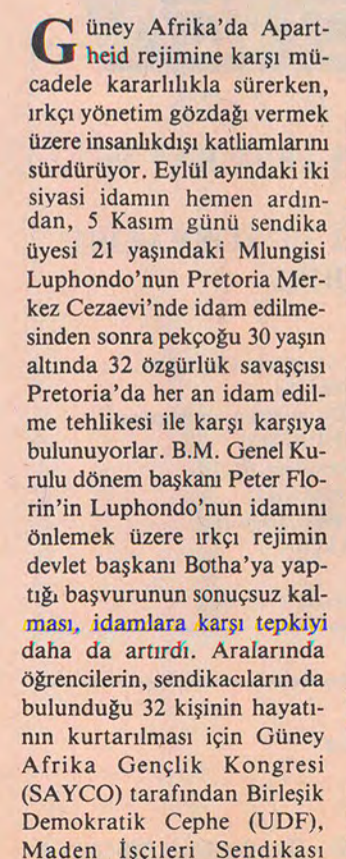 Güney Afrika'da Apart-
heid rejimine karşı mü-
cadele kararlılıkla sürerken,
ırkçı yönetim gözdağı vermek
üzere insanlıkdışı katliamlarını
sürdürüyor. Eylül ayındaki iki
siyasi idamın hemen ardın-
dan, 5 Kasım günü sendika
üyesi 21 yaşındaki Mlungisi
Luphondo'nun Pretoria Mer-
kez Cezaevi'nde idam edilme-
sinden sonra pekçoğu 30 yaşın
altında 32 özgürlük savaşçısı
Pretoria'da her an idam edil-
me tehlikesi ile karşı karşıya
bulunuyorlar. B.M. Genel Ku-
rulu dönem başkanı Peter Flo-
rin'in Luphondo'nun idamını
önlemek üzere ırkçı rejimin
devlet başkanı Botha'ya yap-
tığı başvurunun sonuçsuz kal-
ması, idamlara karşı tepkiyi
daha da artırdı. Aralarında
öğrencilerin, sendikacıların da
bulunduğu 32 kişinin hayatı-
nın kurtarılması için Güney
Afrika Gençlik Kongresi
(SAYCO) tarafından Birleşik
Demokratik Cephe (UDF),
Maden İşçileri Sendikası